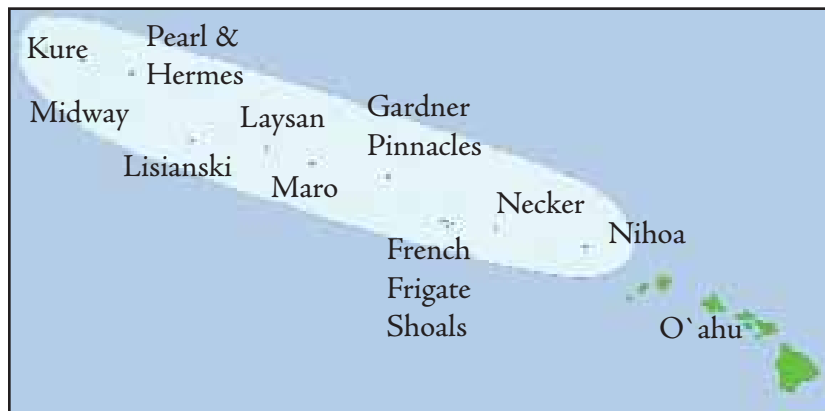 Kure
Pearl &
Hermes
Midway
Lisianski
Laysan
Maro
Gardner
Pinnacles
French
Frigate
Shoals
Necker
Nihoa
O`ahu